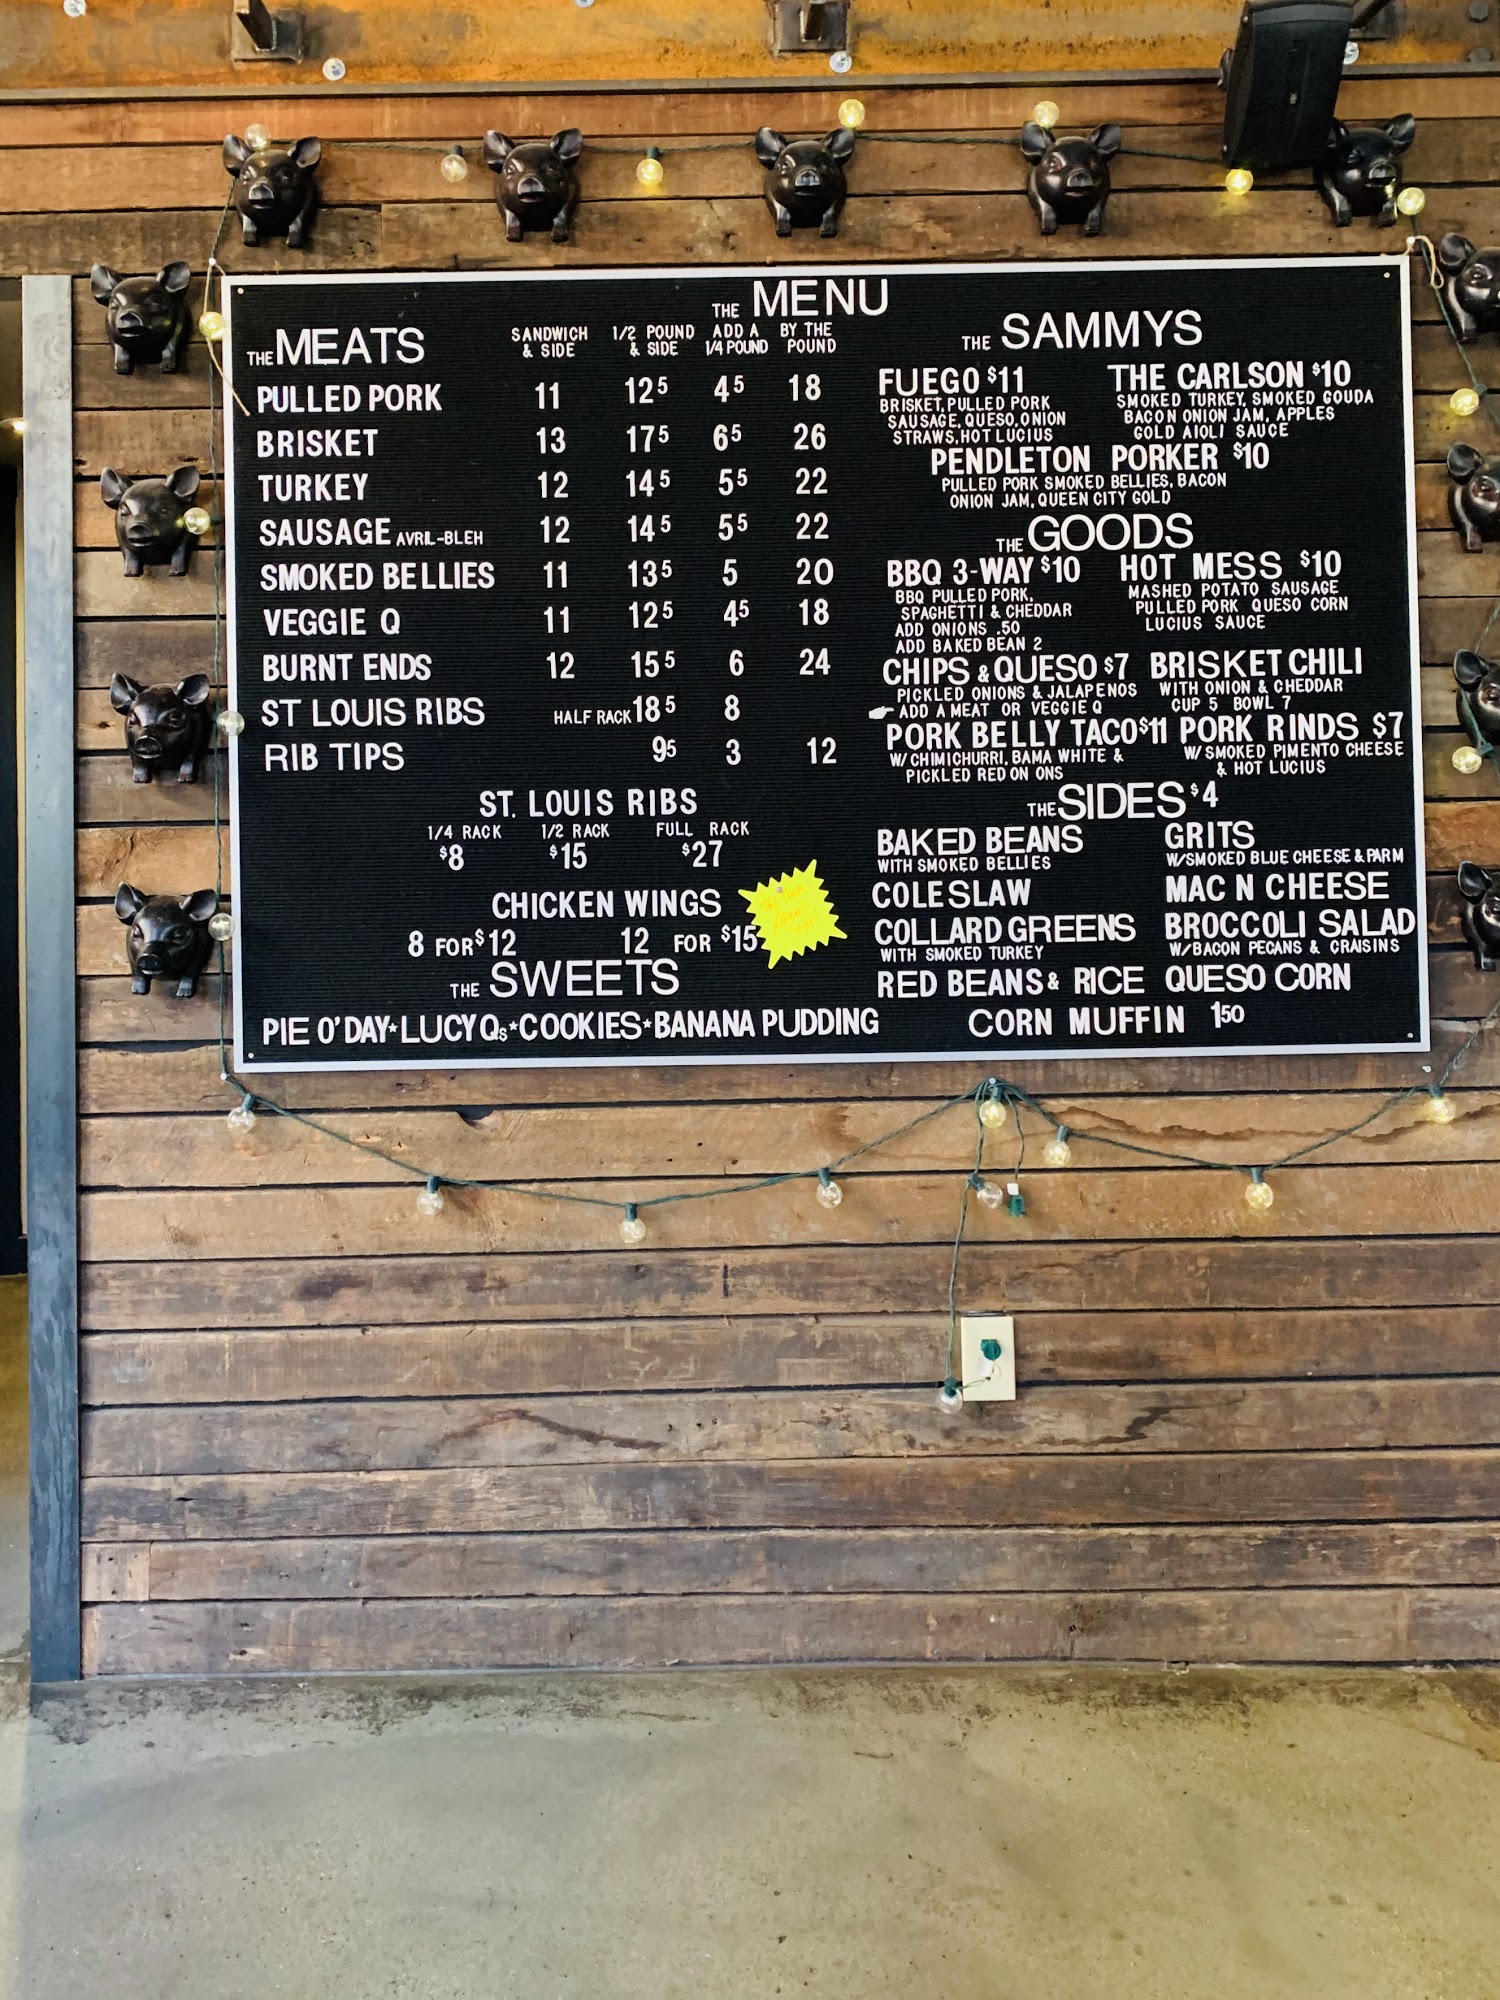 THE MENU
THE MEATS
SANDWICH & SIDE
1/2 POUND & SIDE
ADD A 1/4 POUND
BY THE POUND
PULLED PORK 11 12⁵ 4⁵ 18
BRISKET 13 17⁵ 6⁵ 26
TURKEY 12 14⁵ 5⁵ 22
SAUSAGE AVRIL-BLEH 12 14⁵ 5⁵ 22
SMOKED BELLIES 11 13⁵ 5 20
VEGGIE Q 11 12⁵ 4⁵ 18
BURNT ENDS 12 15⁵ 6 24
ST LOUIS RIBS HALF RACK 18⁵ 8
RIB TIPS 9⁵ 3 12
ST. LOUIS RIBS
1/4 RACK 1/2 RACK FULL RACK
$8 $15 $27
CHICKEN WINGS
8 FOR $12 12 FOR $15
THE SWEETS
PIE O'DAY*LUCY Qs*COOKIES*BANANA PUDDING
THE SAMMYS
FUEGO $11
BRISKET, PULLED PORK
SAUSAGE, QUESO, ONION
STRAWS, HOT LUCIUS
THE CARLSON $10
SMOKED TURKEY, SMOKED GOUDA
BACON ONION JAM, APPLES
GOLD AIOLI SAUCE
PENDLETON PORKER $10
PULLED PORK SMOKED BELLIES, BACON
ONION JAM, QUEEN CITY GOLD
THE GOODS
BBQ 3-WAY $10
BBQ PULLED PORK,
SPAGHETTI & CHEDDAR
ADD ONIONS .50
ADD BAKED BEAN 2
HOT MESS $10
MASHED POTATO SAUSAGE
PULLED PORK QUESO CORN
LUCIUS SAUCE
CHIPS & QUESO $7
PICKLED ONIONS & JALAPENOS
ADD A MEAT OR VEGGIE Q
BRISKET CHILI
WITH ONION & CHEDDAR
CUP 5 BOWL 7
PORK BELLY TACO $11
W/ CHIMICHURRI, BAMA WHITE &
PICKLED RED ON ONS
PORK RINDS $7
W/ SMOKED PIMENTO CHEESE
& HOT LUCIUS
THE SIDES $4
BAKED BEANS
WITH SMOKED BELLIES
GRITS
W/SMOKED BLUE CHEESE & PARM
COLE SLAW
MAC N CHEESE
COLLARD GREENS
WITH SMOKED TURKEY
BROCCOLI SALAD
W/BACON PECANS & CRAISINS
RED BEANS & RICE
QUESO CORN
CORN MUFFIN 1⁵⁰